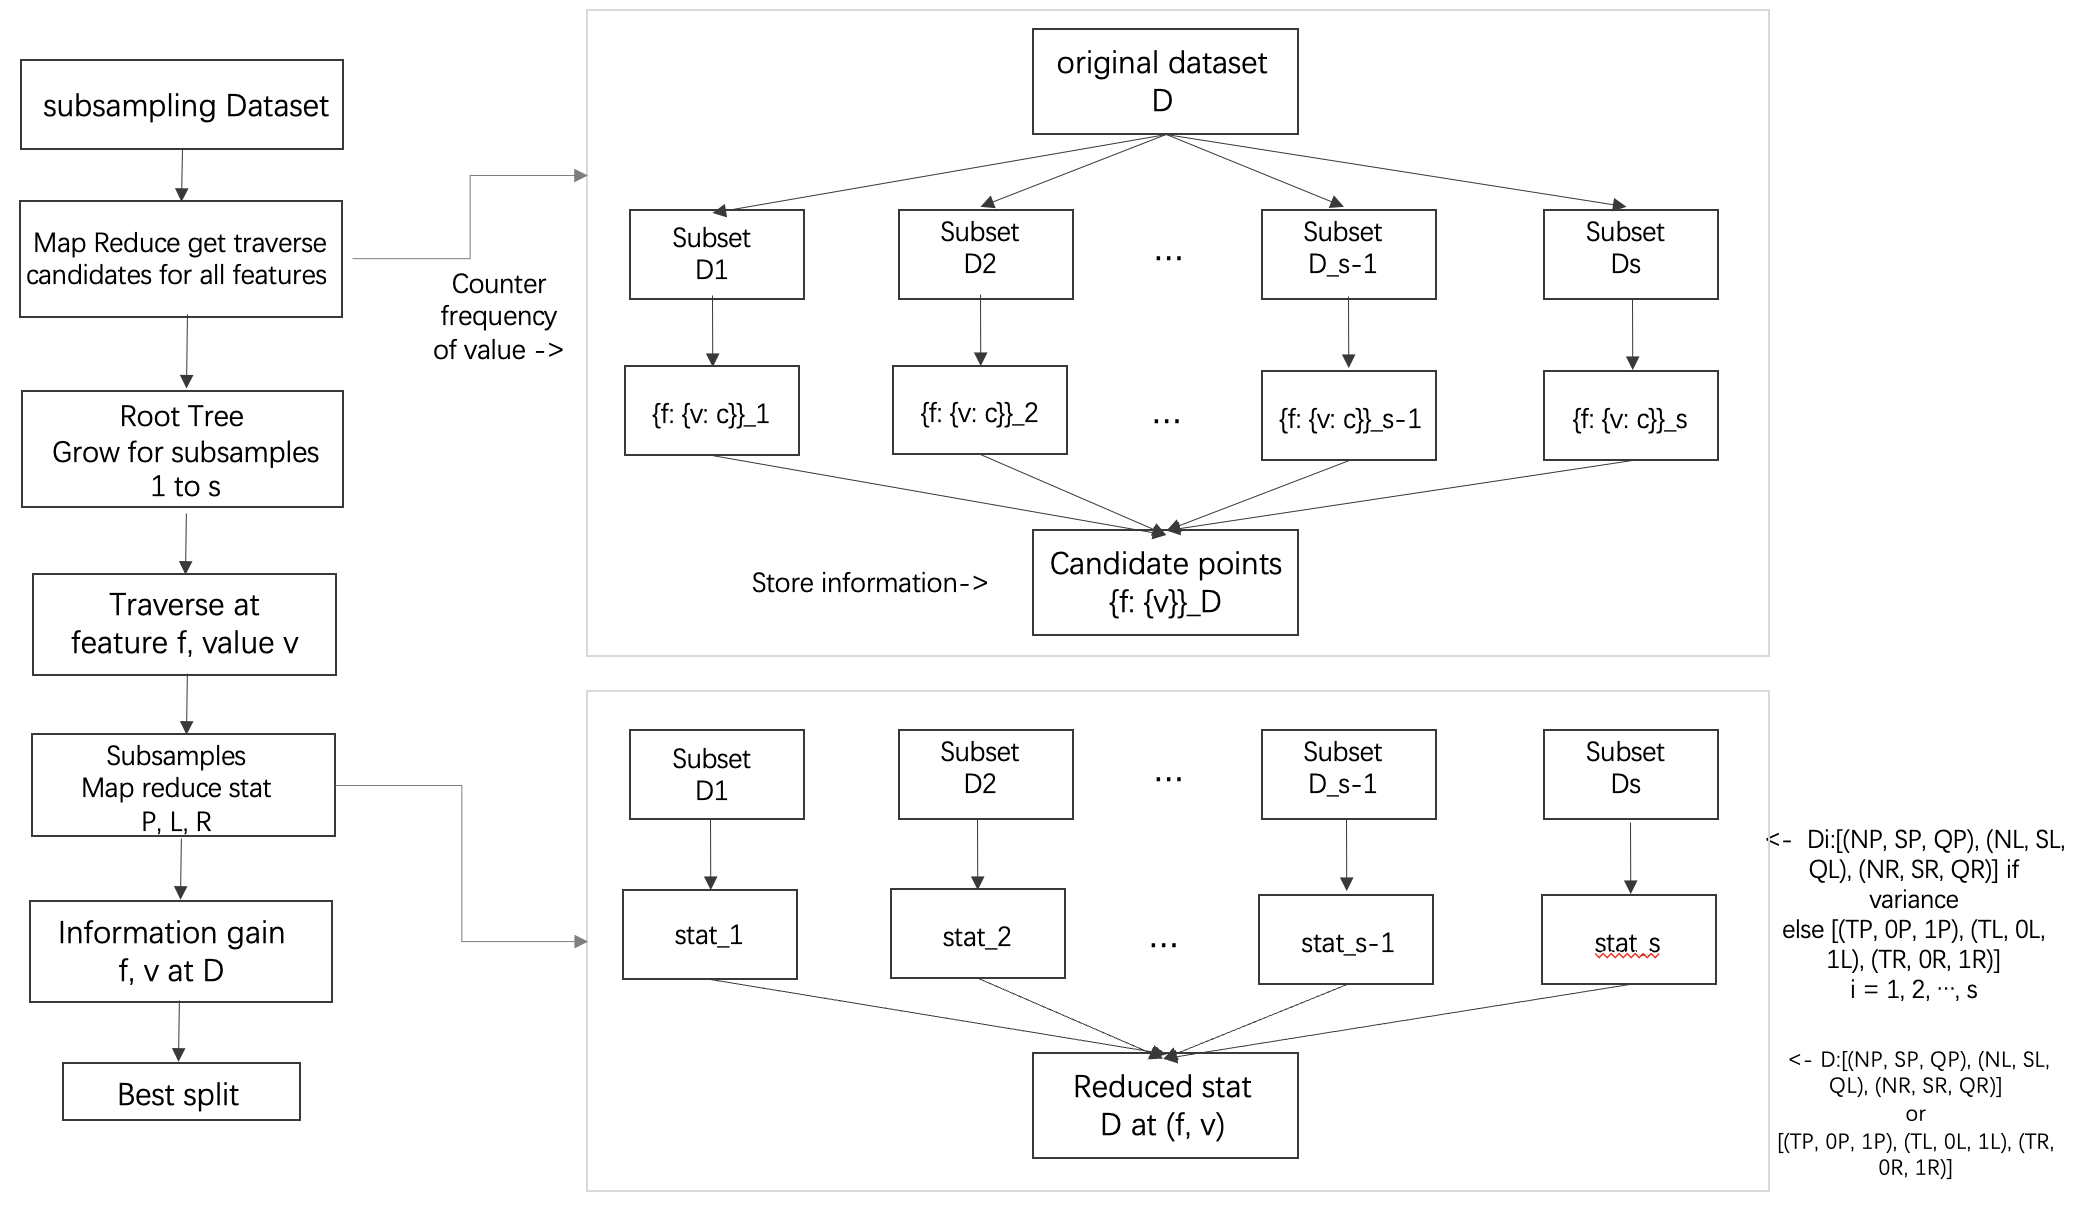 subsampling Dataset
Map Reduce get traverse
candidates for all features
Root Tree
Grow for subsamples
1 to s
Traverse at
feature f, value v
Subsamples
Map reduce stat
P, L, R
Information gain
f, v at D
Best split
Counter
frequency
of value ->
original dataset
D
Subset
D1
Subset
D2
...
Subset
D_s-1
Subset
Ds
{f: {v: c}}_1
{f: {v: c}}_2
...
{f: {v: c}}_s-1
{f: {v: c}}_s
Store information->
Candidate points
{f: {v}}_D
Subset
D1
Subset
D2
...
Subset
D_s-1
Subset
Ds
stat_1
stat_2
...
stat_s-1
stat_s
Reduced stat
D at (f, v)
<- Di:[(NP, SP, QP), (NL, SL,
QL), (NR, SR, QR)] if
variance
else [(TP, 0P, 1P), (TL, 0L,
1L), (TR, 0R, 1R)]
i = 1, 2, ···, s
<- D:[(NP, SP, QP), (NL, SL,
QL), (NR, SR, QR)]
or
[(TP, 0P, 1P), (TL, 0L, 1L), (TR,
0R, 1R)]